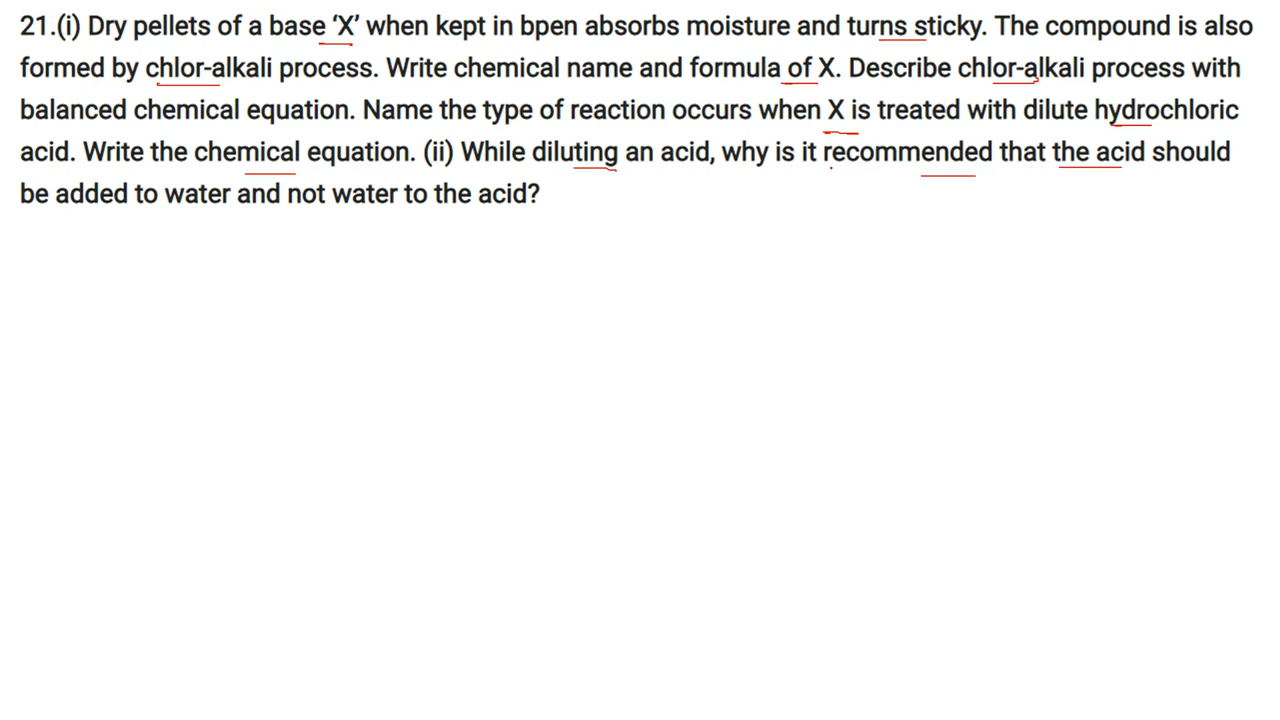 21.(i) Dry pellets of a base ‘X’ when kept in bpen absorbs moisture and turns sticky. The compound is also
formed by chlor-alkali process. Write chemical name and formula of X. Describe chlor-alkali process with
balanced chemical equation. Name the type of reaction occurs when X is treated with dilute hydrochloric
acid. Write the chemical equation. (ii) While diluting an acid, why is it recommended that the acid should
be added to water and not water to the acid?